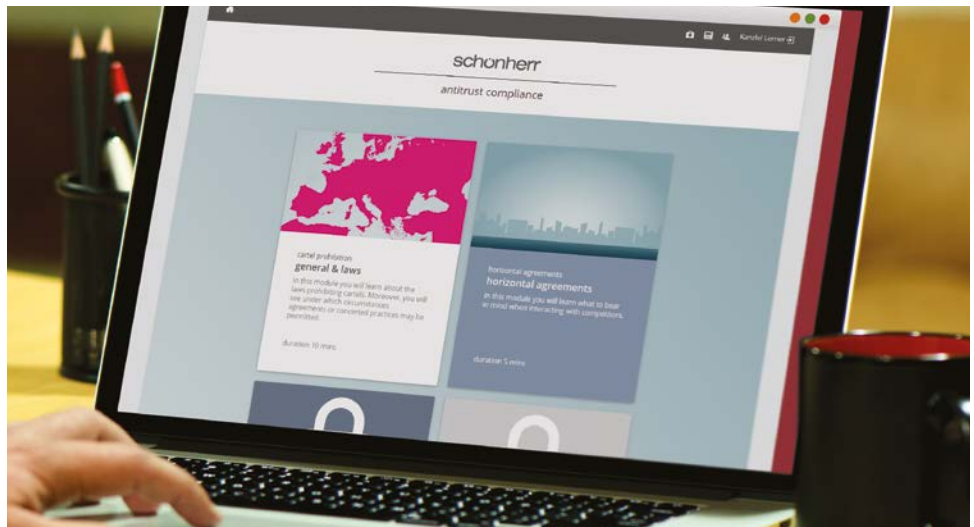 Kanzlei Lerner
schonherr
antitrust compliance
cartel prohibition
general & laws
In this module you will learn about the
laws prohibiting cartels. Moreover, you will
see under which circumstances
agreements or concerted practices may be
permitted.
duration 10 mins
horizontal agreements
horizontal agreements
In this module you will learn what to bear
in mind when interacting with competitors.
duration 5 mins